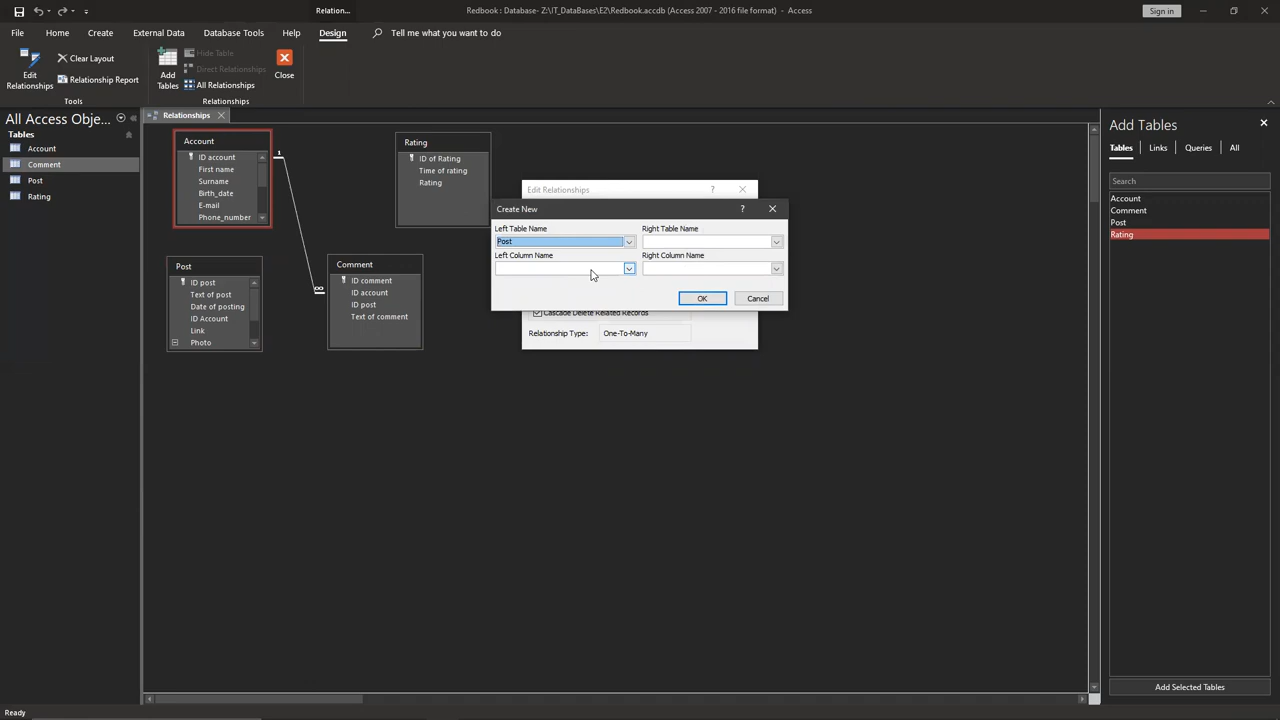 Relation...
Redbook : Database- Z:\IT_DataBases\E2\Redbook.accdb (Access 2007 - 2016 file format) - Access
Sign in
File
Home
Create
External Data
Database Tools
Help
Design
Tell me what you want to do
Edit
Relationships
Clear Layout
Relationship Report
Tools
Add
Tables
Hide Table
Direct Relationships
All Relationships
Close
Relationships
All Access Obje...
Tables
Account
Comment
Post
Rating
Relationships
Account
ID account
First name
Surname
Birth_date
E-mail
Phone_number
1
∞
Rating
ID of Rating
Time of rating
Rating
Post
ID post
Text of post
Date of posting
ID Account
Link
Photo
Comment
ID comment
ID account
ID post
Text of comment
Edit Relationships
?
Create New
?
Left Table Name
Right Table Name
Post
Left Column Name
Right Column Name
OK
Cancel
Cascade Delete Related Records
Relationship Type:
One-To-Many
Add Tables
Tables
Links
Queries
All
Search
Account
Comment
Post
Rating
Add Selected Tables
Ready